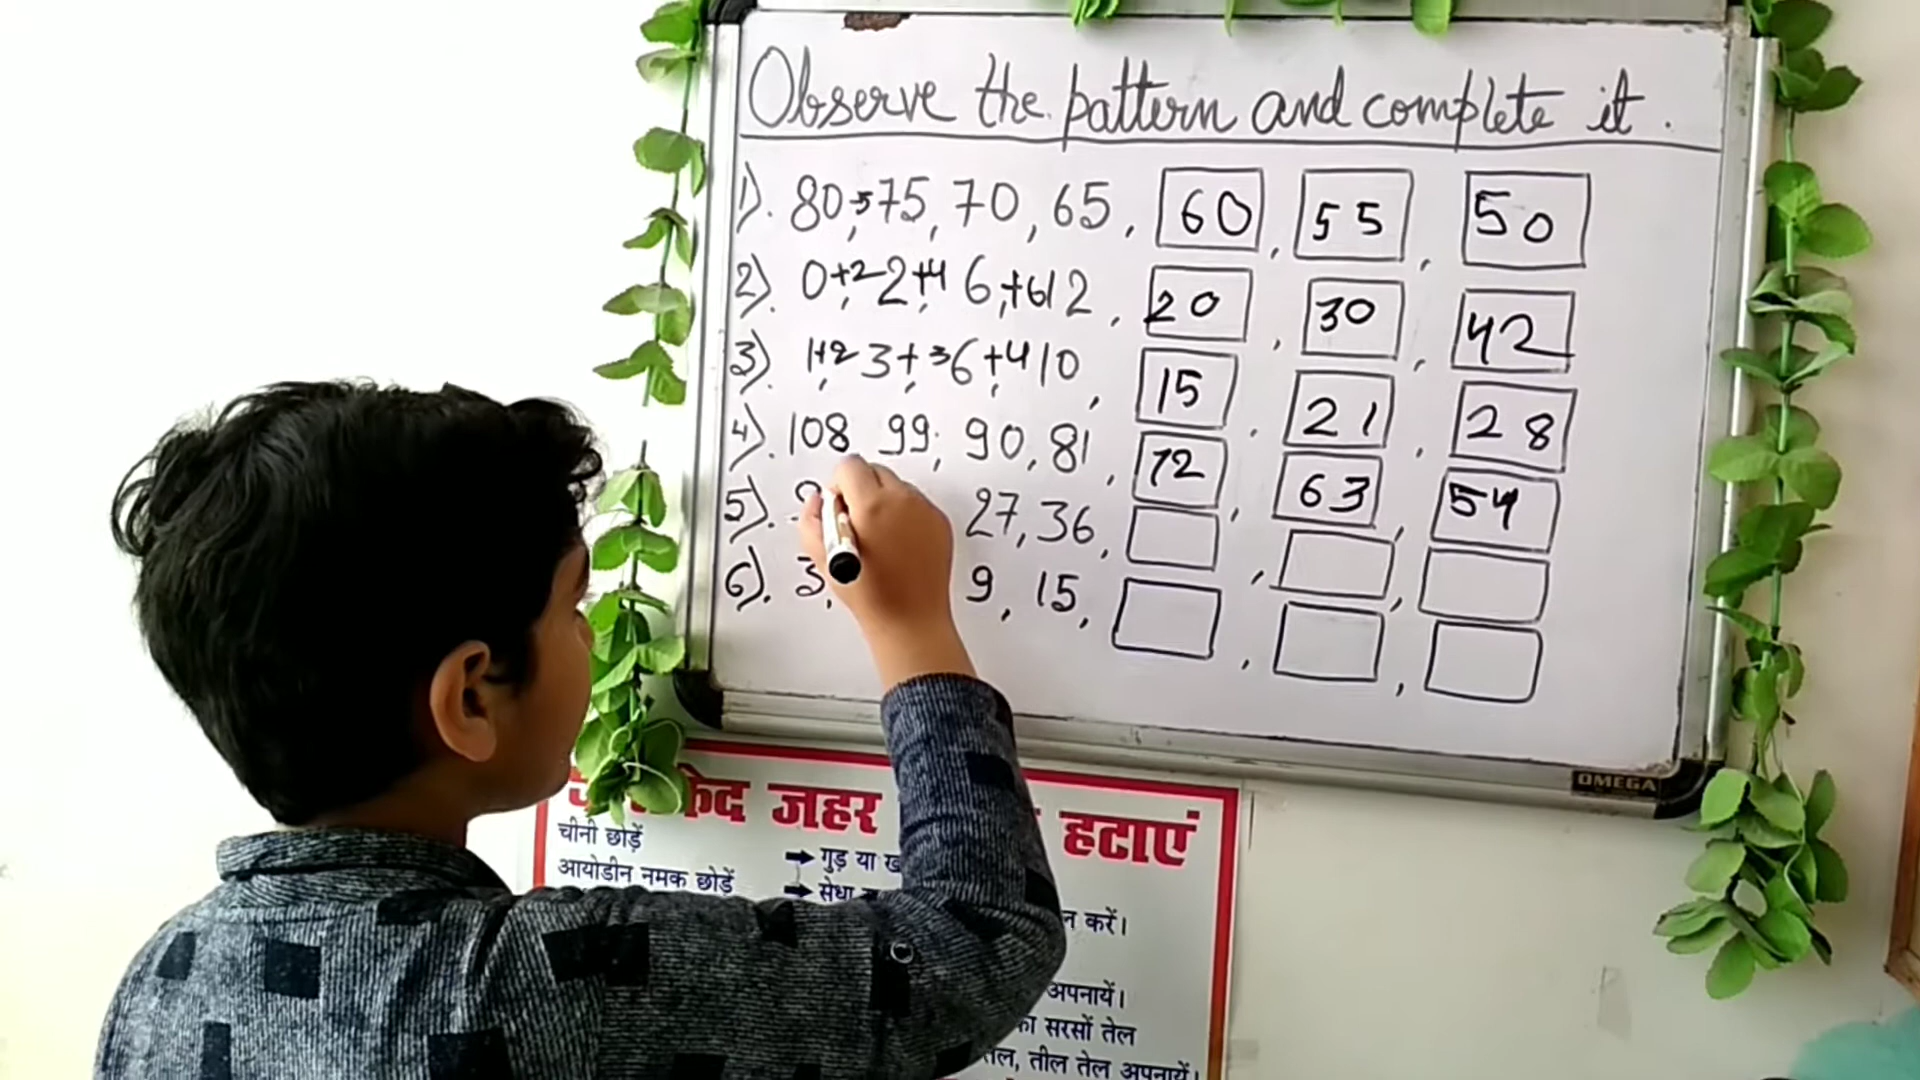 Observe the pattern and complete it.
1). 80, -5 75, 70, 65, 60, 55, 50
2). 0, +2 2, +4 6, +6 12, 20, 30, 42
3). 1, +2 3, +3 6, +4 10, 15, 21, 28
4). 108 99, 90, 81, 72, 63, 54
5). 27, 36,
6). 3, 9, 15,
OMEGA
जहर हटाएं
चीनी छोड़ें → गुड़ या
आयोडीन नमक छोड़ें → सेंधा
न करें।
अपनायें।
का सरसों तेल
तेल, तील तेल अपनायें।